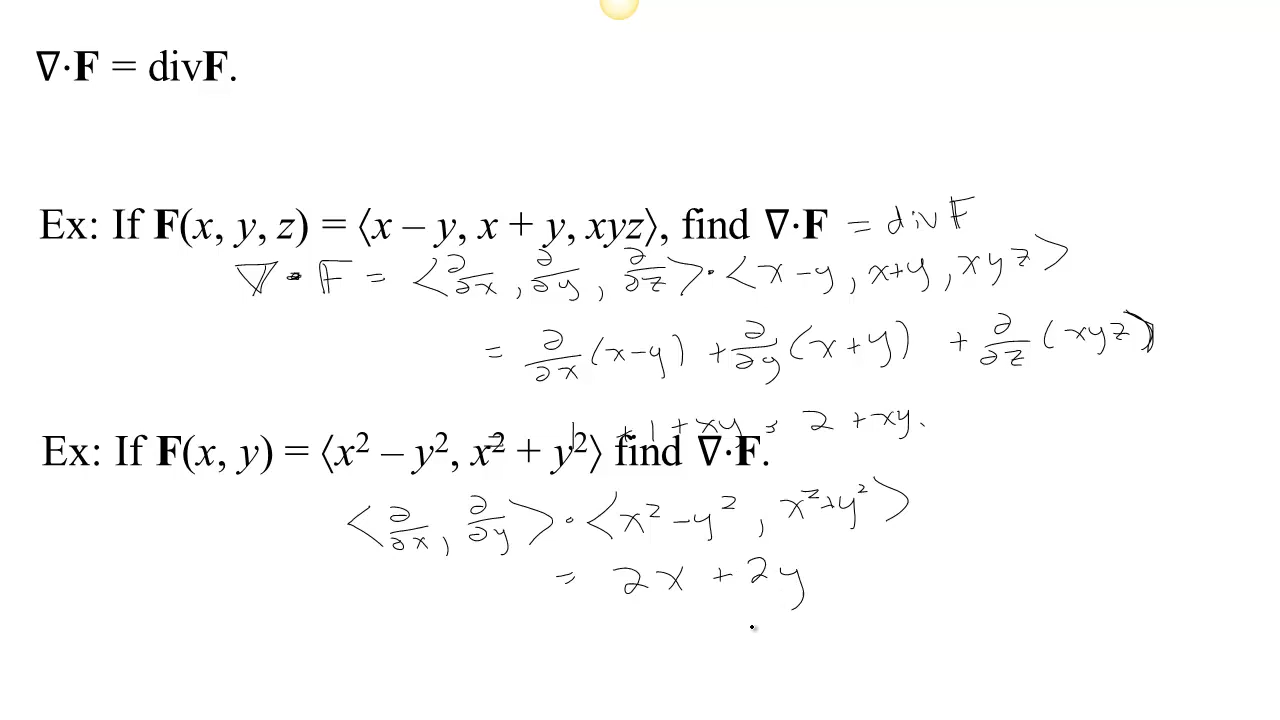 ∇·F = divF.
Ex: If F(x, y, z) = ⟨x – y, x + y, xyz⟩, find ∇·F = div F
∇ · F = ⟨∂/∂x, ∂/∂y, ∂/∂z⟩ · ⟨x-y, x+y, xyz⟩
= ∂/∂x (x-y) + ∂/∂y (x+y) + ∂/∂z (xyz)
= 1 + 1 + xy = 2 + xy.
Ex: If F(x, y) = ⟨x² – y², x² + y²⟩ find ∇·F.
⟨∂/∂x, ∂/∂y⟩ · ⟨x² - y², x² + y²⟩
= 2x + 2y